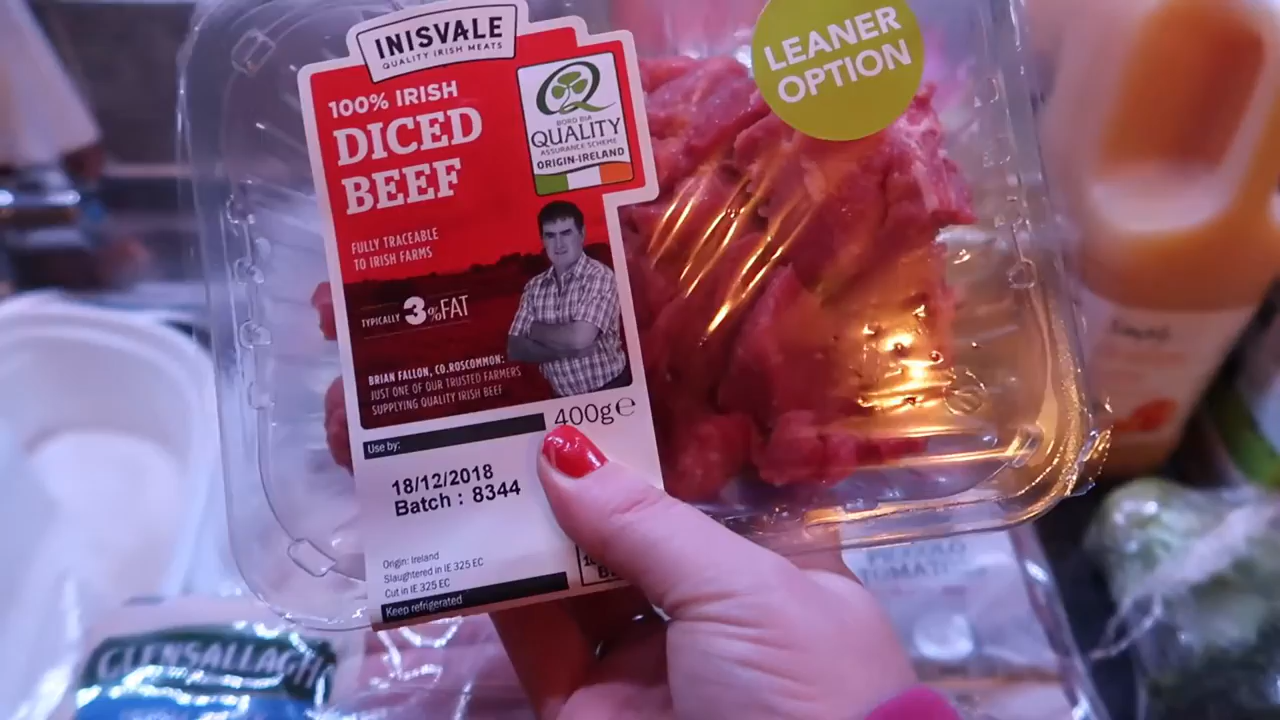 INISVALE
QUALITY IRISH MEATS
LEANER
OPTION
100% IRISH
DICED
BEEF
BORD BIA
QUALITY
ASSURANCE SCHEME
ORIGIN-IRELAND
FULLY TRACEABLE
TO IRISH FARMS
TYPICALLY 3% FAT
BRIAN FALLON, CO.ROSCOMMON:
JUST ONE OF OUR TRUSTED FARMERS
SUPPLYING QUALITY IRISH BEEF
400g℮
Use by:
18/12/2018
Batch : 8344
Origin: Ireland
Slaughtered in IE 325 EC
Cut in IE 325 EC
Keep refrigerated
GLENSALLAGH